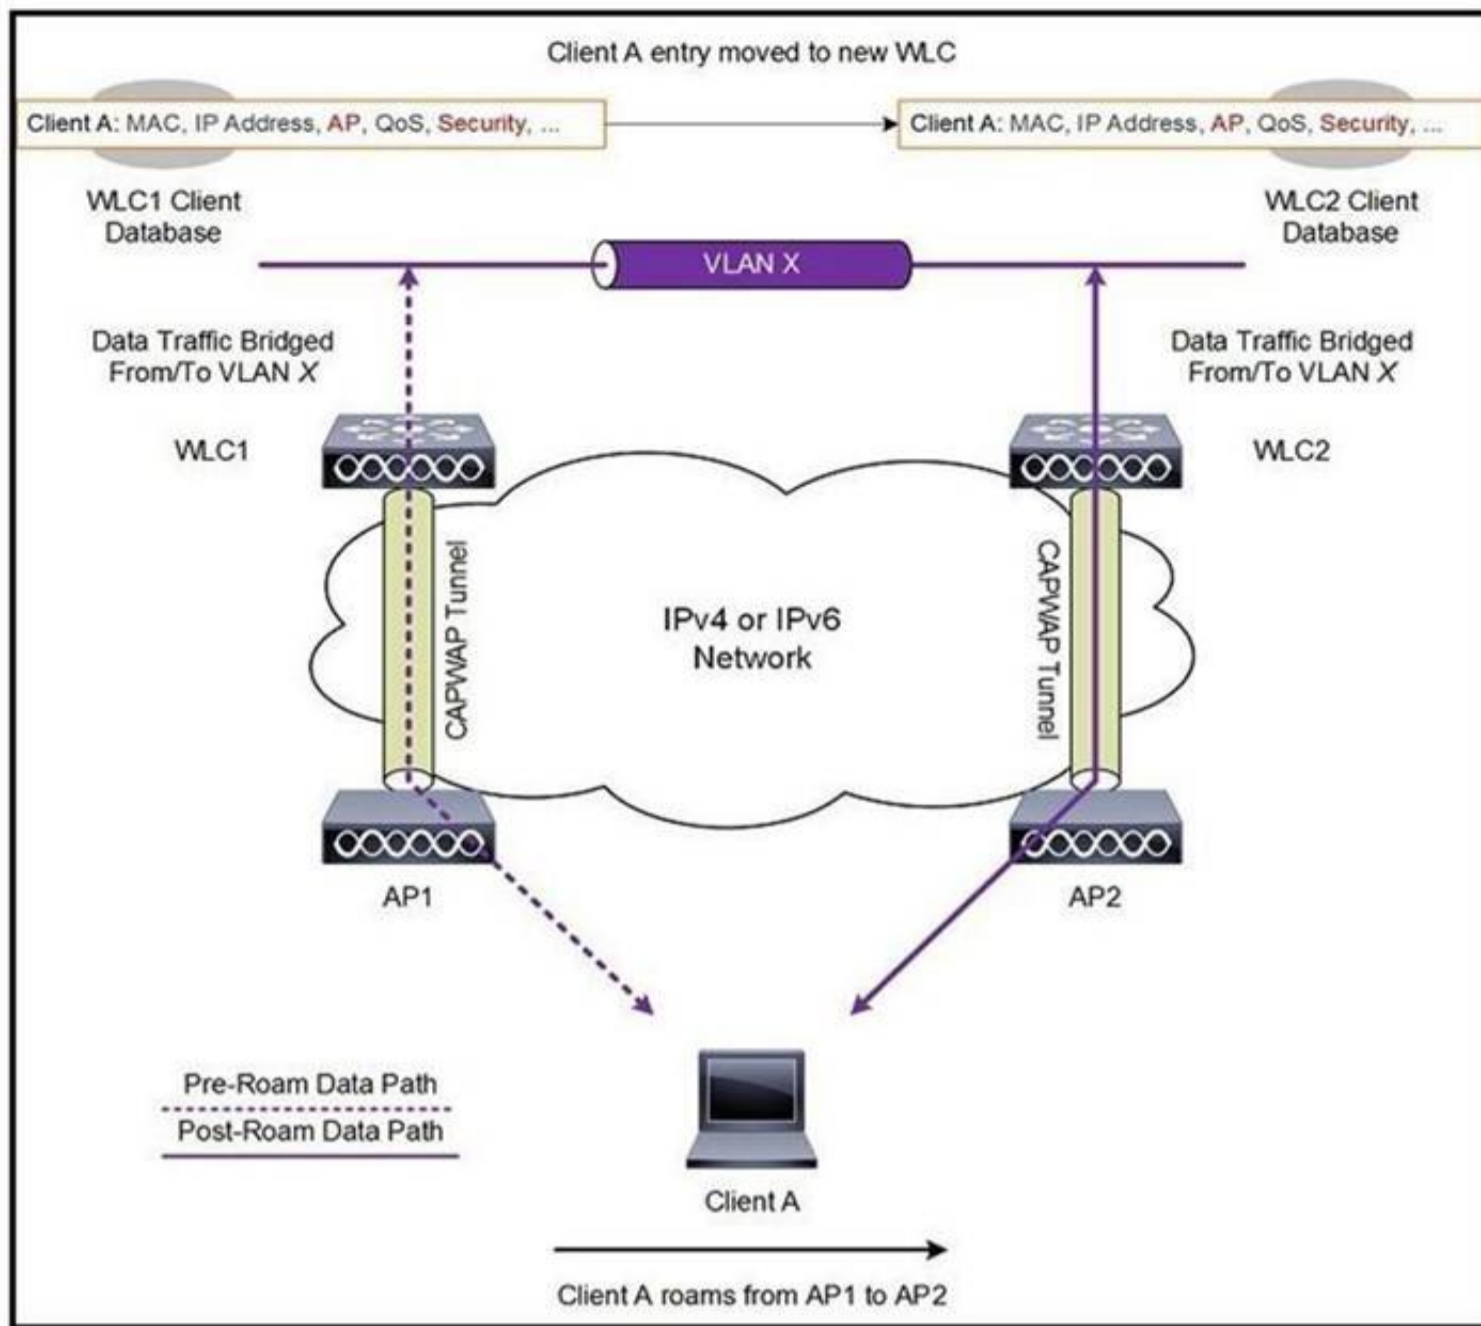 Client A entry moved to new WLC
Client A: MAC, IP Address, AP, QoS, Security, ...
Client A: MAC, IP Address, AP, QoS, Security, ...
WLC1 Client
Database
WLC2 Client
Database
VLAN X
Data Traffic Bridged
From/To VLAN X
Data Traffic Bridged
From/To VLAN X
WLC1
WLC2
CAPWAP Tunnel
IPv4 or IPv6
Network
CAPWAP Tunnel
AP1
AP2
Pre-Roam Data Path
Post-Roam Data Path
Client A
Client A roams from AP1 to AP2